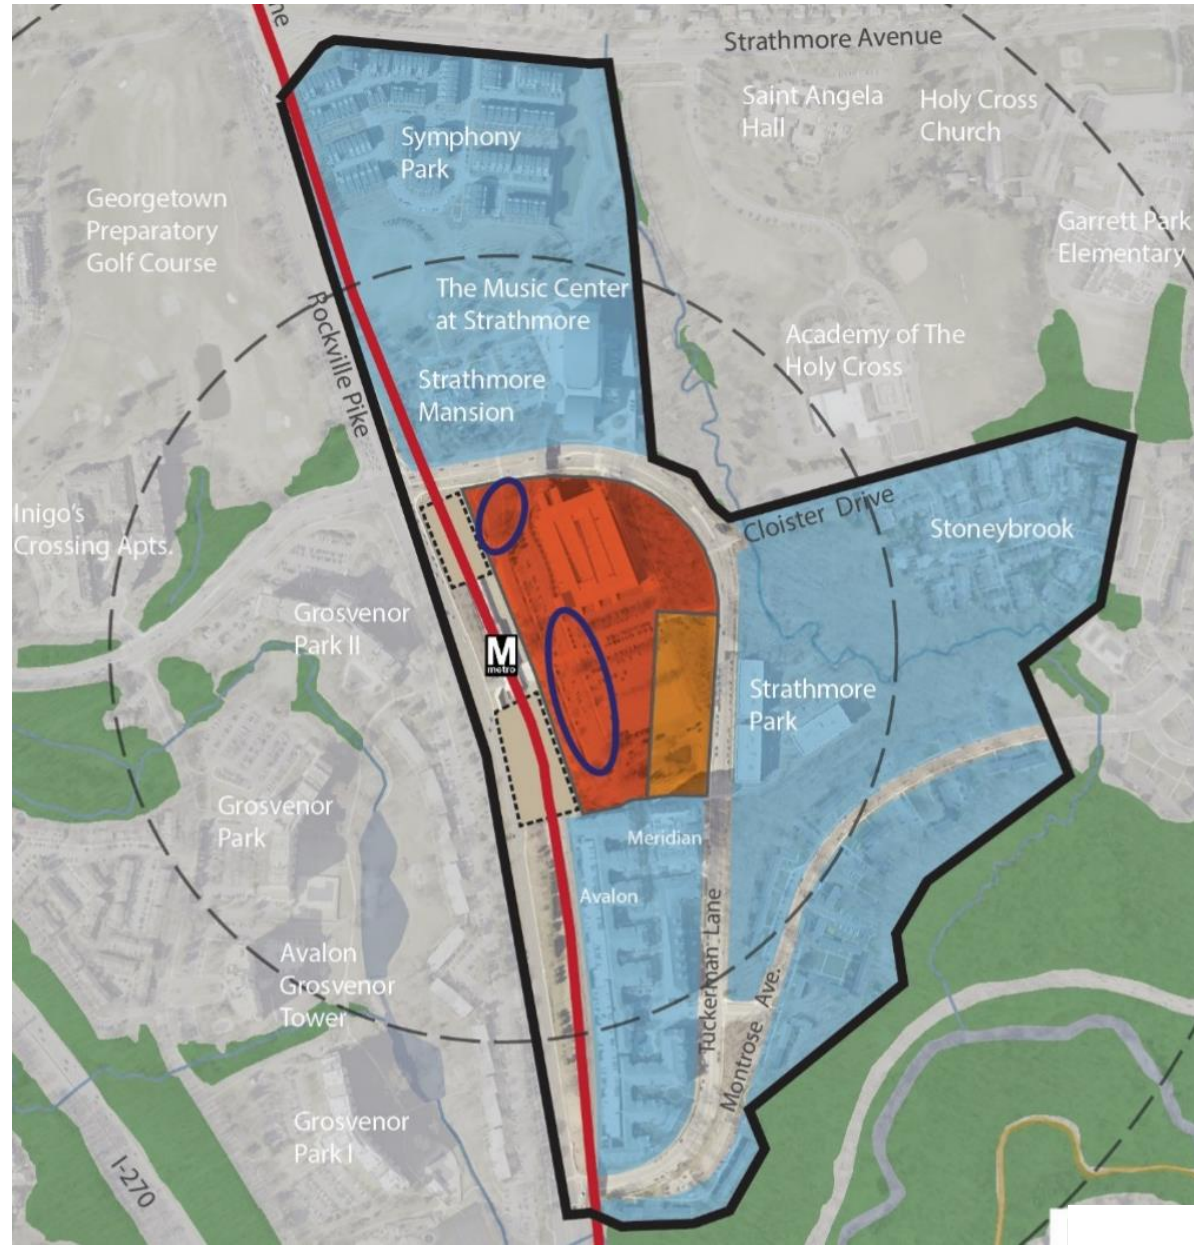 Strathmore Avenue
Saint Angela
Hall
Holy Cross
Church
Symphony
Park
Georgetown
Preparatory
Golf Course
Garrett Park
Elementary
The Music Center
at Strathmore
Rockville Pike
Academy of The
Holy Cross
Strathmore
Mansion
Cloister Drive
Stoneybrook
Inigo's
Crossing Apts.
Grosvenor
Park II
M
metro
Strathmore
Park
Grosvenor
Park
Meridian
Avalon
Tuckerman Lane
Avalon
Grosvenor
Tower
Montrose Ave.
Grosvenor
Park I
I-270